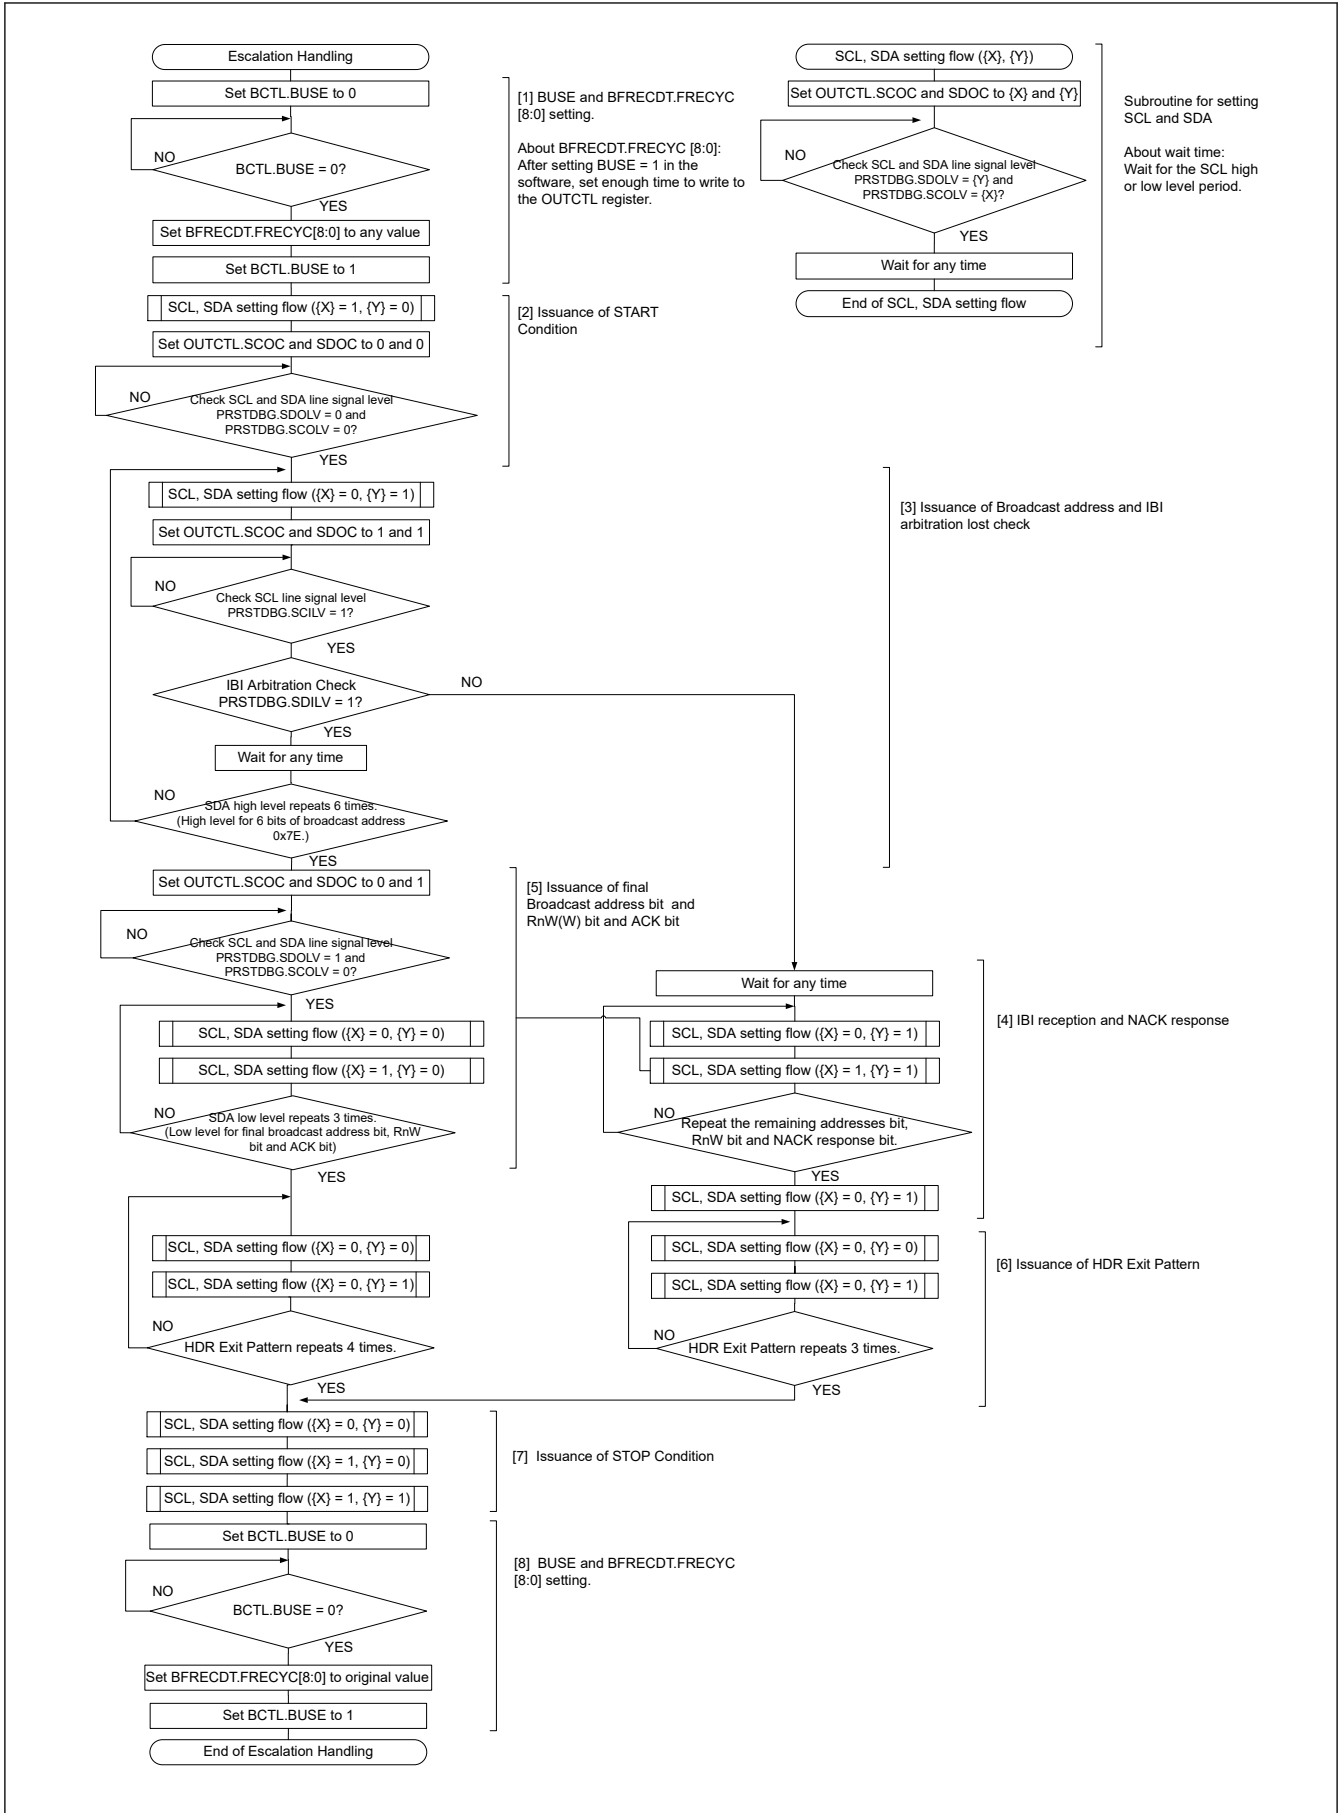 Escalation Handling
Set BCTL.BUSE to 0
NO
BCTL.BUSE = 0?
YES
Set BFRECDT.FRECYC[8:0] to any value
Set BCTL.BUSE to 1
[1] BUSE and BFRECDT.FRECYC
[8:0] setting.
About BFRECDT.FRECYC [8:0]:
After setting BUSE = 1 in the
software, set enough time to write to
the OUTCTL register.
SCL, SDA setting flow ({X}, {Y})
Set OUTCTL.SCOC and SDOC to {X} and {Y}
NO
Check SCL and SDA line signal level
PRSTDBG.SDOLV = {Y} and
PRSTDBG.SCOLV = {X}?
YES
Wait for any time
End of SCL, SDA setting flow
Subroutine for setting
SCL and SDA
About wait time:
Wait for the SCL high
or low level period.
SCL, SDA setting flow ({X} = 1, {Y} = 0)
Set OUTCTL.SCOC and SDOC to 0 and 0
NO
Check SCL and SDA line signal level
PRSTDBG.SDOLV = 0 and
PRSTDBG.SCOLV = 0?
YES
[2] Issuance of START
Condition
SCL, SDA setting flow ({X} = 0, {Y} = 1)
Set OUTCTL.SCOC and SDOC to 1 and 1
NO
Check SCL line signal level
PRSTDBG.SCILV = 1?
YES
IBI Arbitration Check
PRSTDBG.SDILV = 1?
NO
YES
Wait for any time
NO
SDA high level repeats 6 times.
(High level for 6 bits of broadcast address
0x7E.)
YES
[3] Issuance of Broadcast address and IBI
arbitration lost check
Set OUTCTL.SCOC and SDOC to 0 and 1
NO
Check SCL and SDA line signal level
PRSTDBG.SDOLV = 1 and
PRSTDBG.SCOLV = 0?
YES
SCL, SDA setting flow ({X} = 0, {Y} = 0)
SCL, SDA setting flow ({X} = 1, {Y} = 0)
NO
SDA low level repeats 3 times.
(Low level for final broadcast address bit, RnW
bit and ACK bit)
YES
[5] Issuance of final
Broadcast address bit and
RnW(W) bit and ACK bit
Wait for any time
SCL, SDA setting flow ({X} = 0, {Y} = 1)
SCL, SDA setting flow ({X} = 1, {Y} = 1)
NO
Repeat the remaining addresses bit,
RnW bit and NACK response bit.
YES
SCL, SDA setting flow ({X} = 0, {Y} = 1)
[4] IBI reception and NACK response
SCL, SDA setting flow ({X} = 0, {Y} = 0)
SCL, SDA setting flow ({X} = 0, {Y} = 1)
NO
HDR Exit Pattern repeats 4 times.
YES
SCL, SDA setting flow ({X} = 0, {Y} = 0)
SCL, SDA setting flow ({X} = 0, {Y} = 1)
NO
HDR Exit Pattern repeats 3 times.
YES
[6] Issuance of HDR Exit Pattern
SCL, SDA setting flow ({X} = 0, {Y} = 0)
SCL, SDA setting flow ({X} = 1, {Y} = 0)
SCL, SDA setting flow ({X} = 1, {Y} = 1)
[7] Issuance of STOP Condition
Set BCTL.BUSE to 0
NO
BCTL.BUSE = 0?
YES
Set BFRECDT.FRECYC[8:0] to original value
Set BCTL.BUSE to 1
End of Escalation Handling
[8] BUSE and BFRECDT.FRECYC
[8:0] setting.